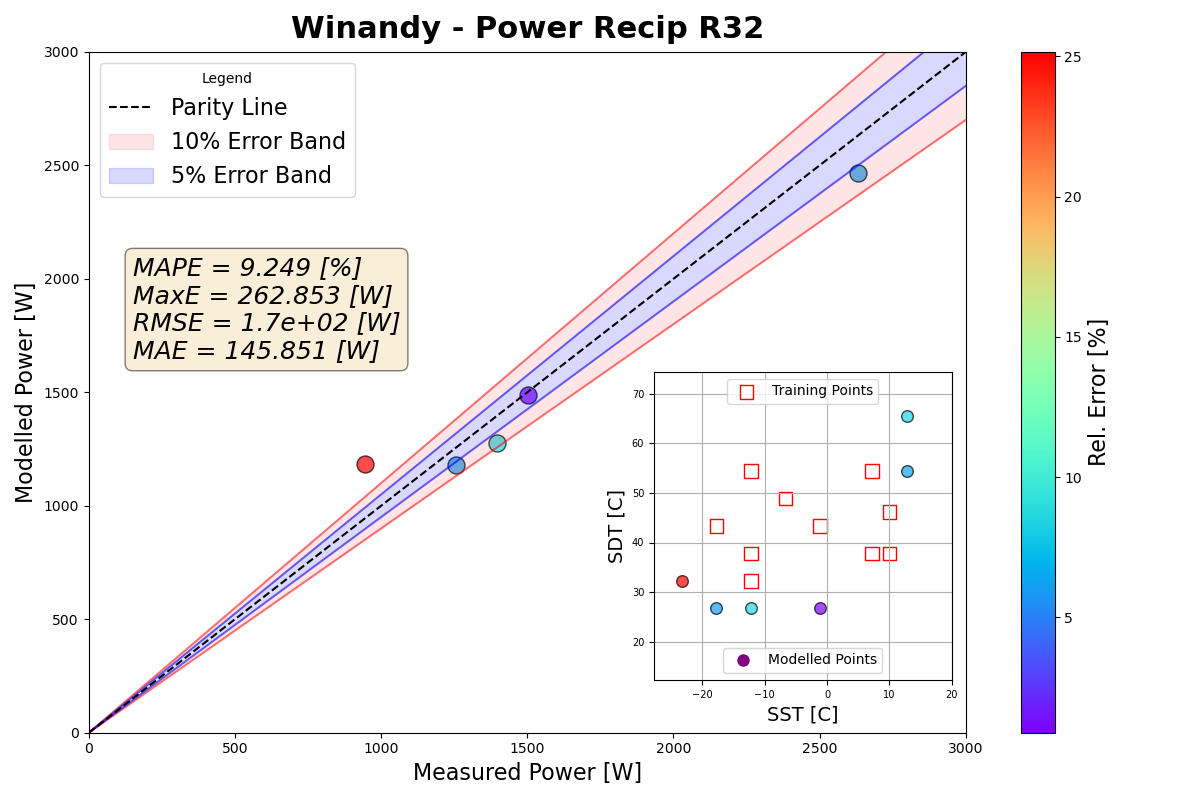 Winandy - Power Recip R32
Legend
Parity Line
10% Error Band
5% Error Band
MAPE = 9.249 [%]
MaxE = 262.853 [W]
RMSE = 1.7e+02 [W]
MAE = 145.851 [W]
Modelled Power [W]
3000
2500
2000
1500
1000
500
0
0
500
1000
1500
2000
2500
3000
Measured Power [W]
Training Points
Modelled Points
SDT [C]
70
60
50
40
30
20
−20
−10
0
10
20
SST [C]
25
20
15
10
5
Rel. Error [%]